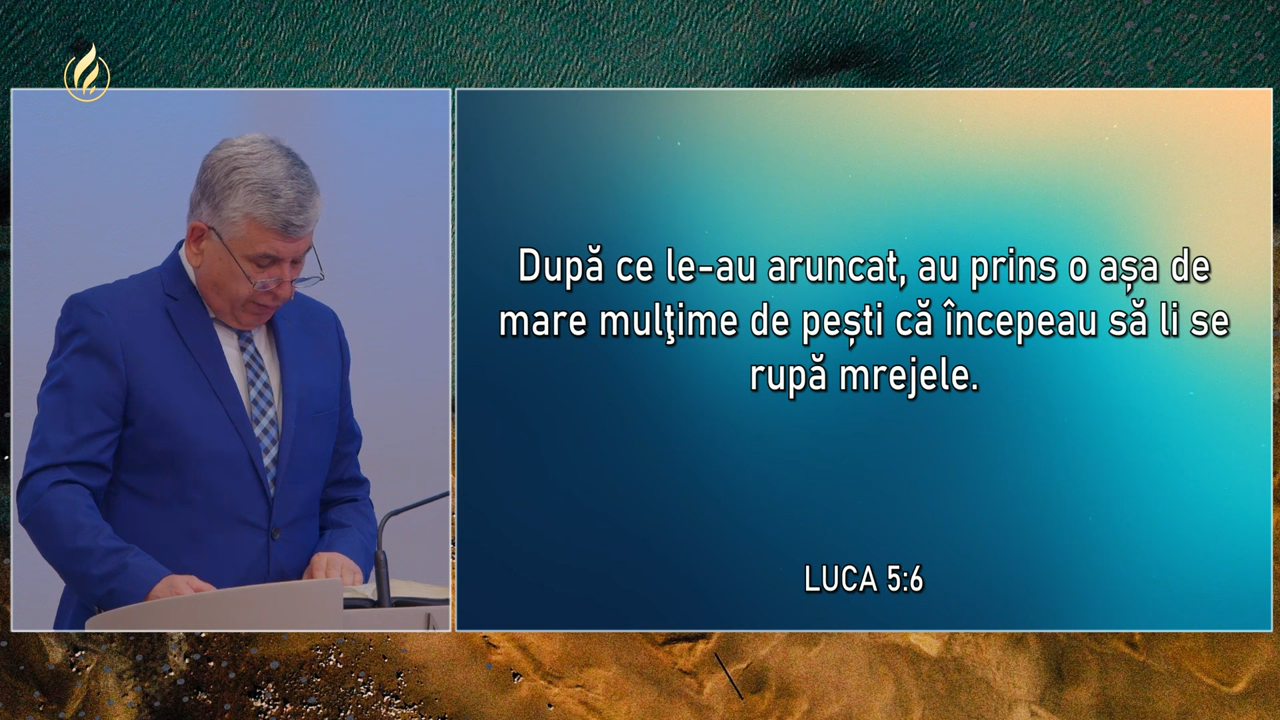 După ce le-au aruncat, au prins o așa de
mare mulţime de pești că începeau să li se
rupă mrejele.
LUCA 5:6